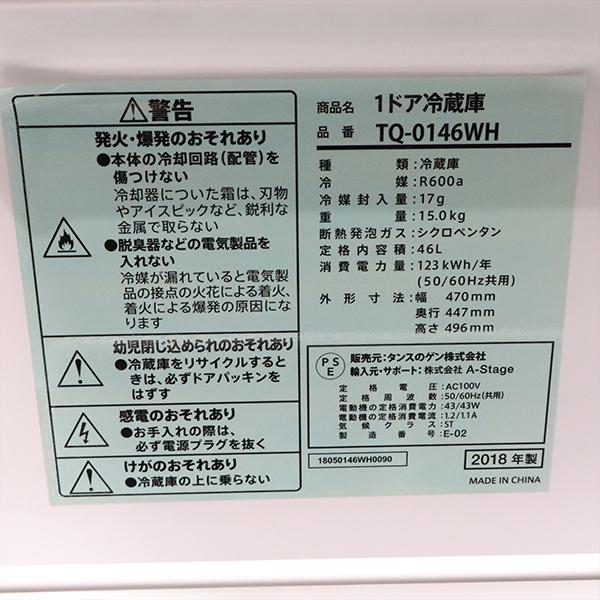 ⚠警告
発火・爆発のおそれあり
●本体の冷却回路(配管)を
傷つけない
冷却器についた霜は、刃物
やアイスピックなど、鋭利な
金属で取らない
●脱臭器などの電気製品を
入れない
冷媒が漏れていると電気製
品の接点の火花による着火、
着火による爆発の原因にな
ります
幼児閉じ込められのおそれあり
●冷蔵庫をリサイクルすると
きは、必ずドアパッキンを
はずす
感電のおそれあり
●お手入れの際は、
必ず電源プラグを抜く
けがのおそれあり
●冷蔵庫の上に乗らない
商品名 1ドア冷蔵庫
品番 TQ-0146WH
種類:冷蔵庫
冷媒:R600a
冷媒封入量:17g
重量:15.0kg
断熱発泡ガス:シクロペンタン
定格内容積:46L
消費電力量:123kWh/年
(50/60Hz共用)
外形寸法:幅 470mm
奥行 447mm
高さ 496mm
PSE
販売元:タンスのゲン株式会社
輸入元・サポート:株式会社 A-Stage
定格電圧:AC100V
定格周波数:50/60Hz(共用)
電動機の定格消費電力:43/43W
電動機の定格消費電流:1.2/1.1A
気候クラス:ST
製造番号:E-02
18050146WH0090
2018年製
MADE IN CHINA